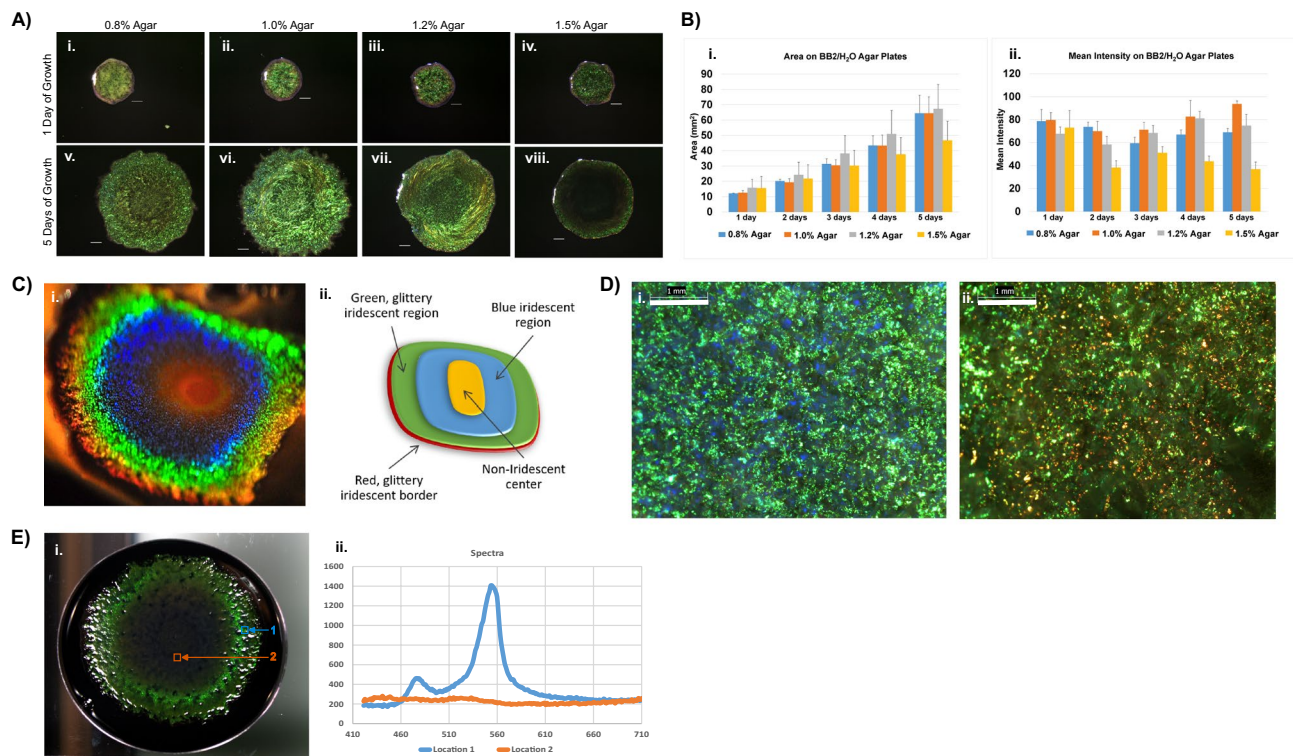 A)
0.8% Agar
1.0% Agar
1.2% Agar
1.5% Agar
1 Day of Growth
i.
ii.
iii.
iv.
5 Days of Growth
v.
vi.
vii.
viii.
B)
i.
Area on BB2/H₂O Agar Plates
Area (mm²)
90
80
70
60
50
40
30
20
10
0
1 day
2 days
3 days
4 days
5 days
0.8% Agar
1.0% Agar
1.2% Agar
1.5% Agar
ii.
Mean Intensity on BB2/H₂O Agar Plates
Mean Intensity
120
100
80
60
40
20
0
1 day
2 days
3 days
4 days
5 days
0.8% Agar
1.0% Agar
1.2% Agar
1.5% Agar
C)
i.
ii.
Green, glittery
iridescent region
Blue iridescent
region
Non-Iridescent
center
Red, glittery
iridescent border
D)
i.
1 mm
ii.
1 mm
E)
i.
1
2
ii.
Spectra
1600
1400
1200
1000
800
600
400
200
0
410
460
510
560
610
660
710
Location 1
Location 2